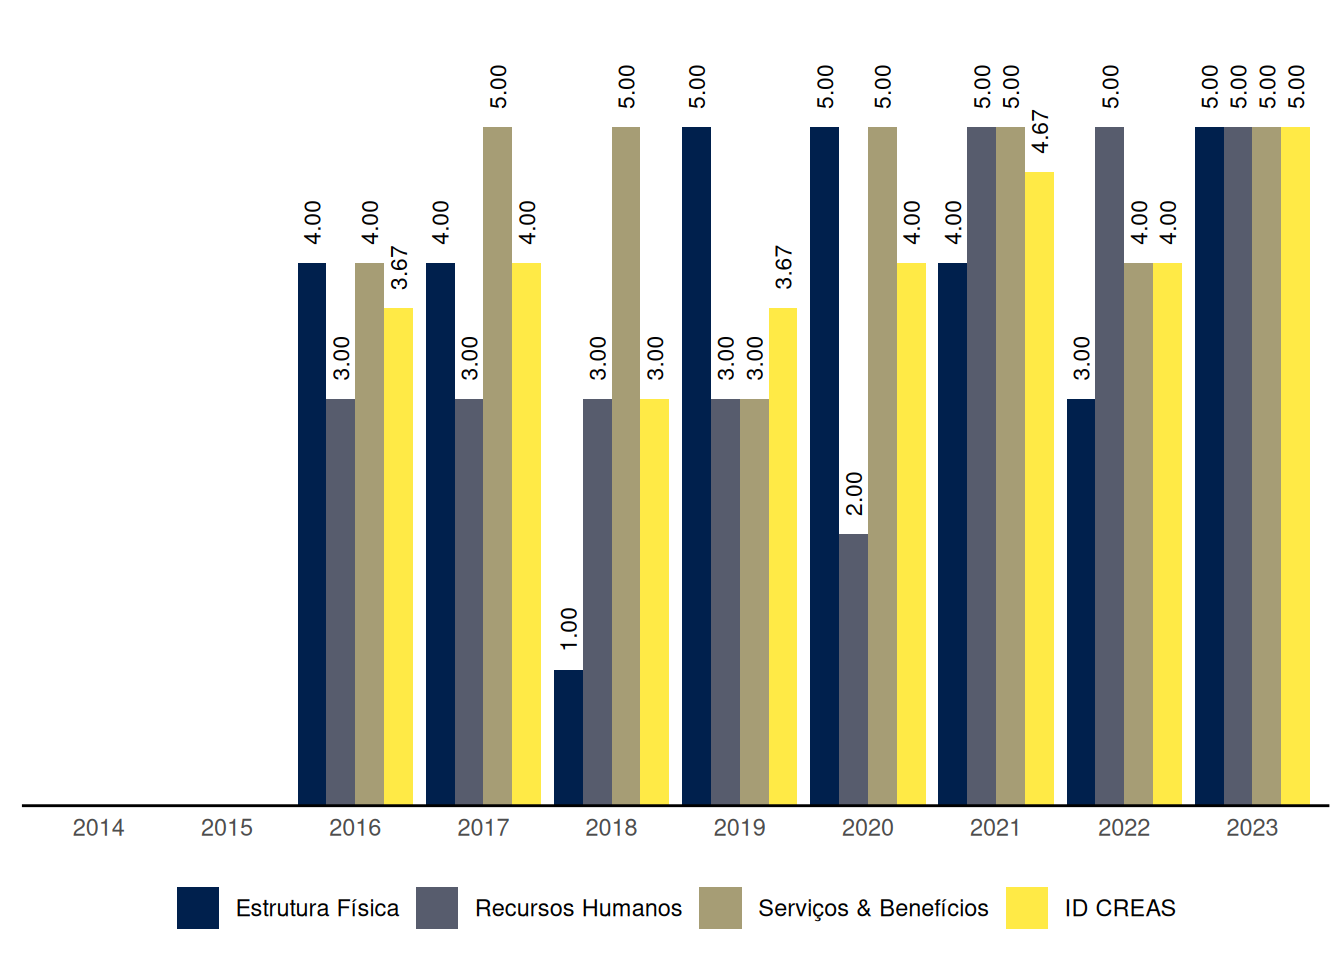 5.00 5.00 5.00 5.00 5.00 5.00 5.00 5.00 5.00 5.00 5.00 5.00
4.67
4.00 4.00 4.00 4.00 4.00 4.00 4.00 4.00
3.67 3.67
3.00 3.00 3.00 3.00 3.00 3.00 3.00
2.00
1.00
2014 2015 2016 2017 2018 2019 2020 2021 2022 2023
Estrutura Física Recursos Humanos Serviços & Benefícios ID CREAS